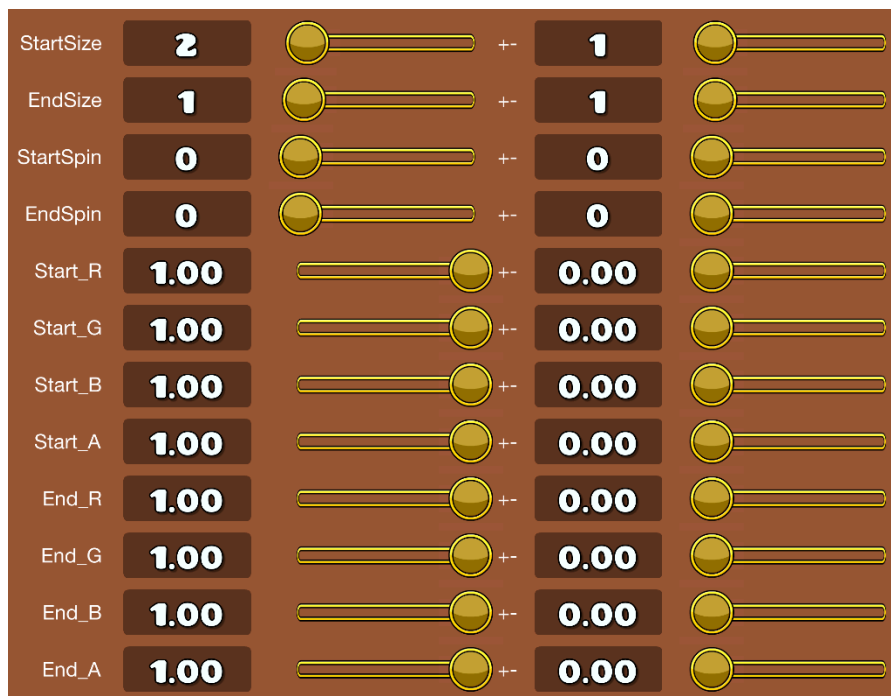 StartSize 2 +- 1
EndSize 1 +- 1
StartSpin 0 +- 0
EndSpin 0 +- 0
Start_R 1.00 +- 0.00
Start_G 1.00 +- 0.00
Start_B 1.00 +- 0.00
Start_A 1.00 +- 0.00
End_R 1.00 +- 0.00
End_G 1.00 +- 0.00
End_B 1.00 +- 0.00
End_A 1.00 +- 0.00